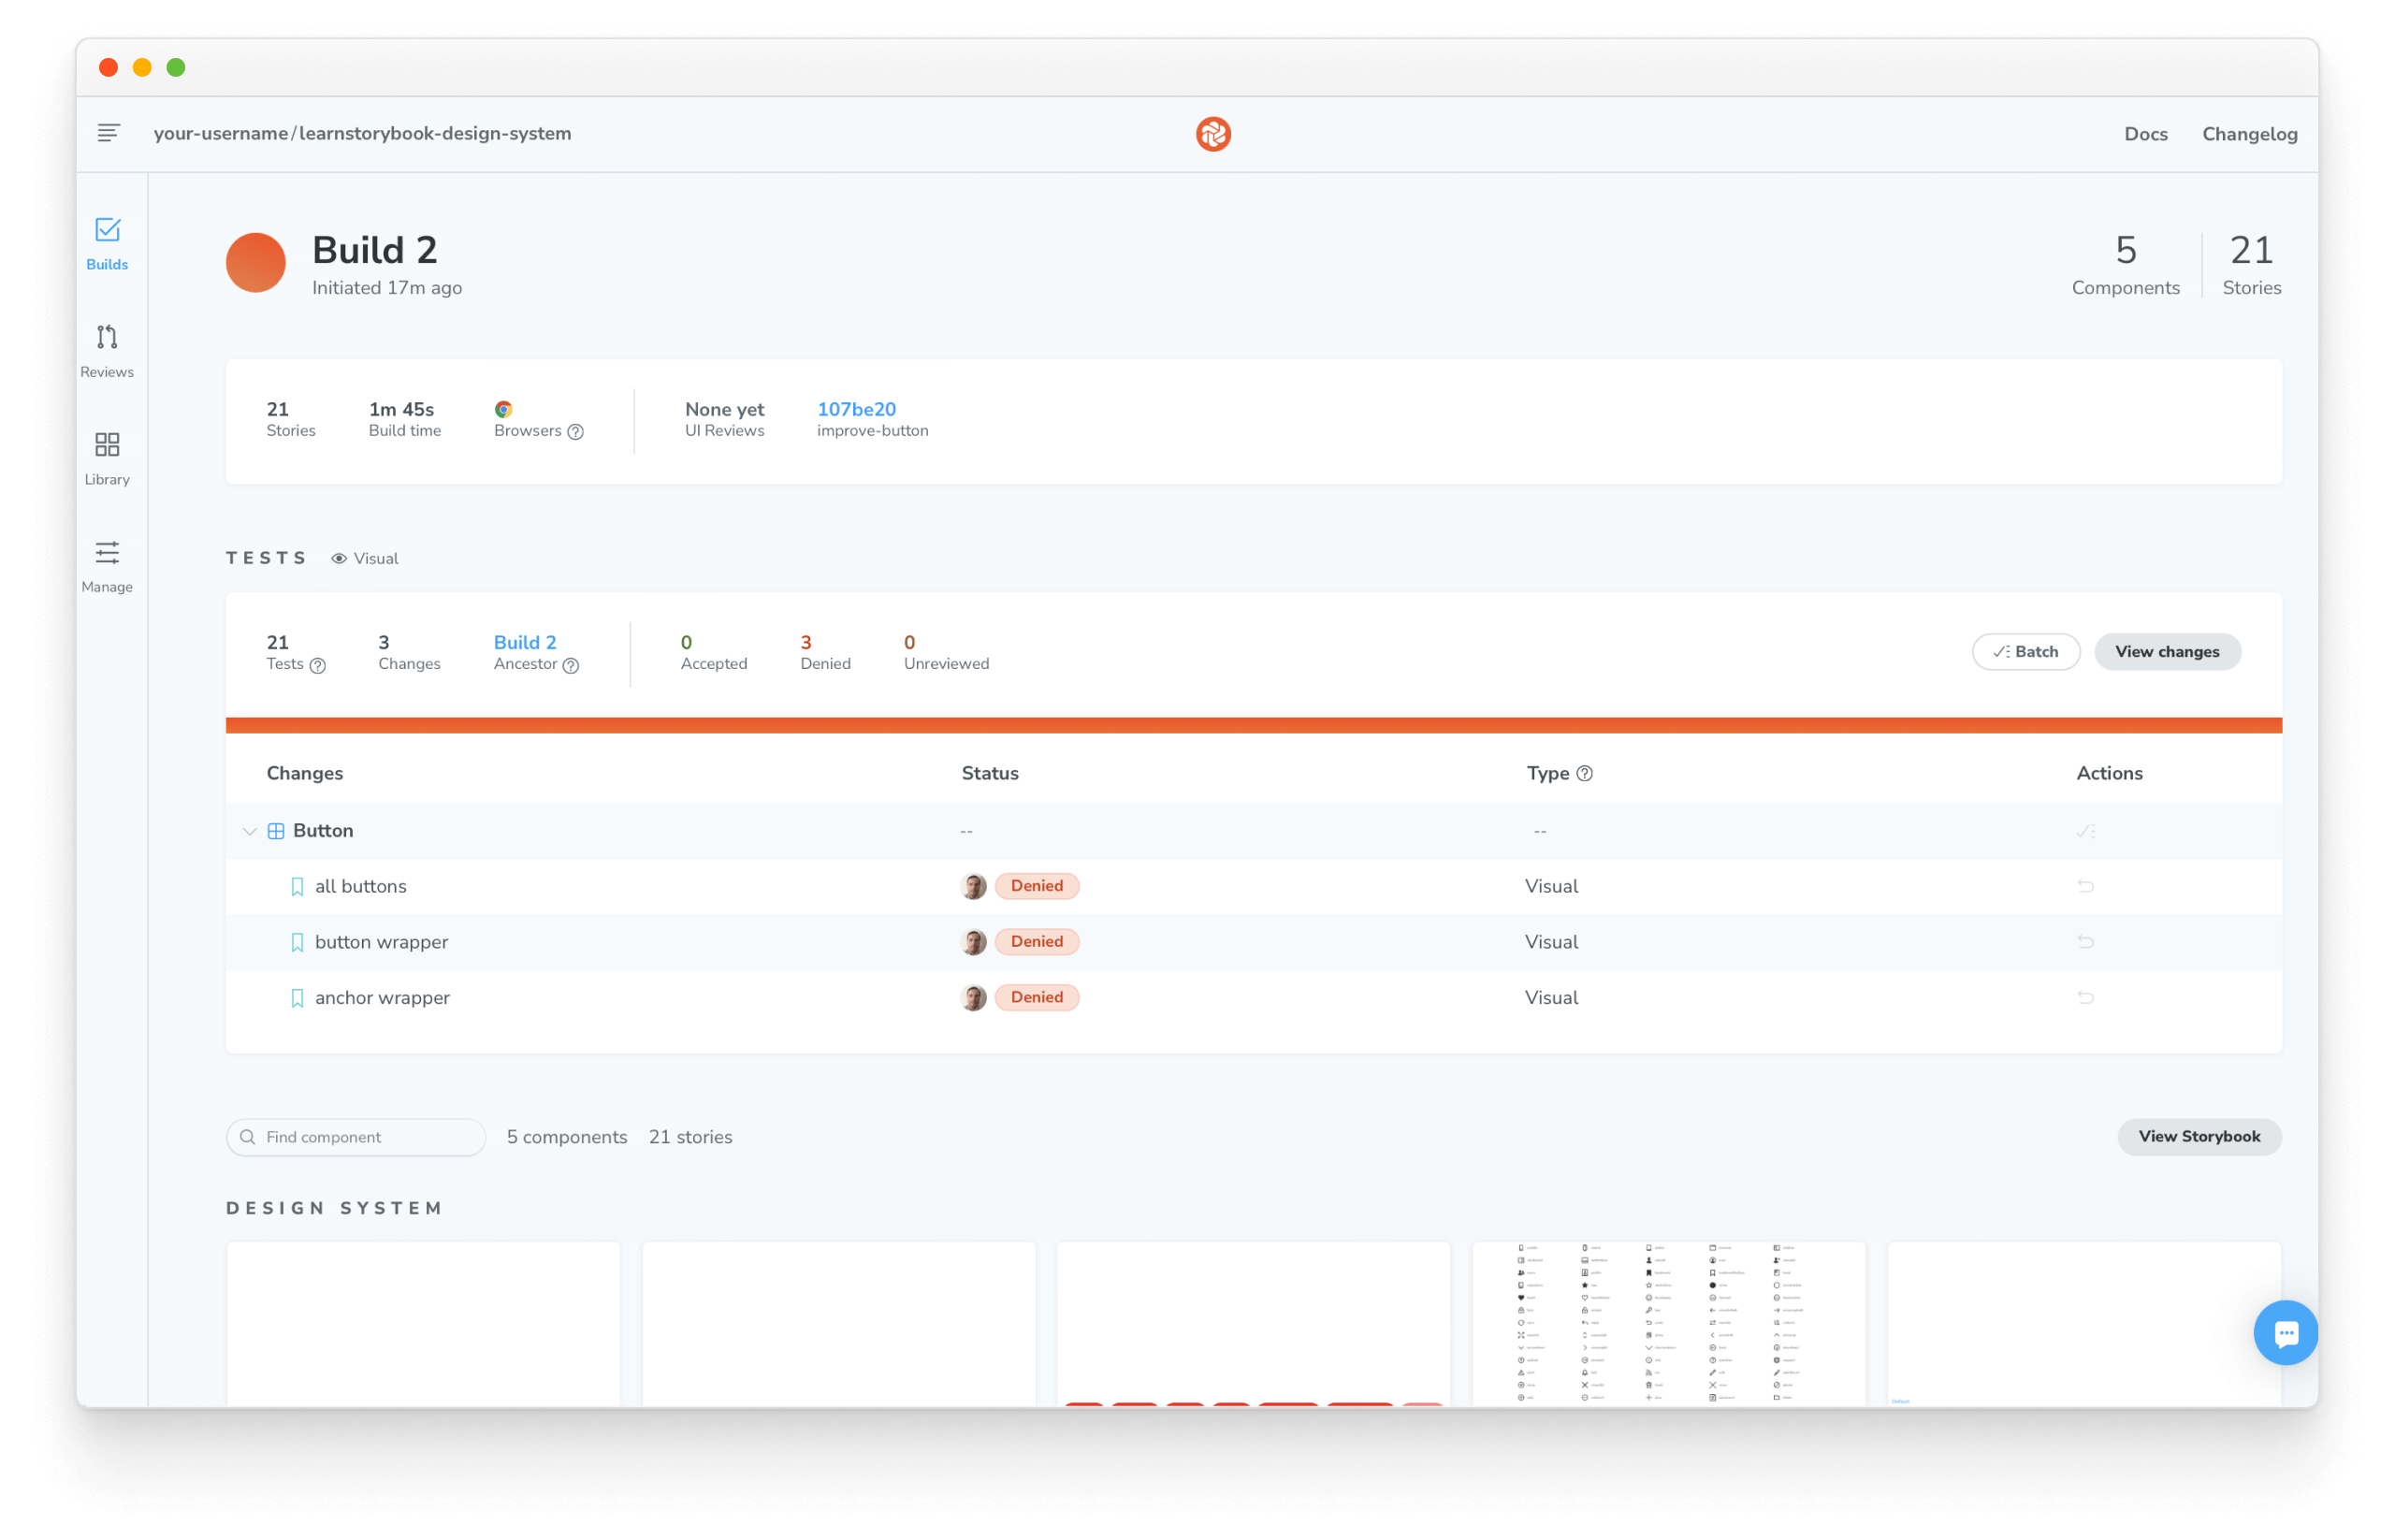 your-username/learnstorybook-design-system
Docs
Changelog
Builds
Reviews
Library
Manage
Build 2
Initiated 17m ago
5
Components
21
Stories
21
Stories
1m 45s
Build time
Browsers
None yet
UI Reviews
107be20
improve-button
TESTS
Visual
21
Tests
3
Changes
Build 2
Ancestor
0
Accepted
3
Denied
0
Unreviewed
Batch
View changes
Changes
Status
Type
Actions
Button
--
--
all buttons
Denied
Visual
button wrapper
Denied
Visual
anchor wrapper
Denied
Visual
Find component
5 components
21 stories
View Storybook
DESIGN SYSTEM
Default